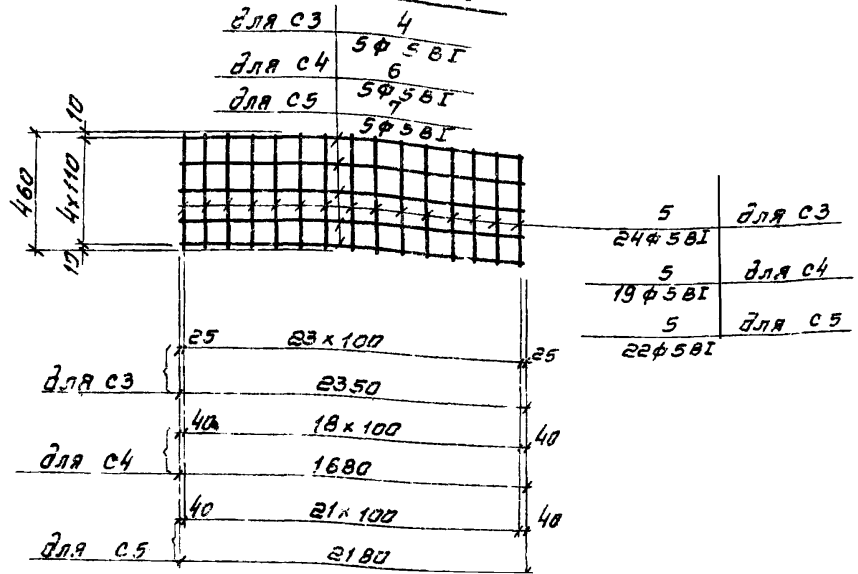 для С3 4
5Ф5ВI
для С4 6
5Ф5ВI
для С5 7
5Ф5ВI
10
460
4х110
10
5 для С3
24Ф5ВI
5 для С4
19Ф5ВI
5 для С5
22Ф5ВI
25 23х100 25
для С3 2350
40 18х100 40
для С4 1680
40 21х100 40
для С5 2180